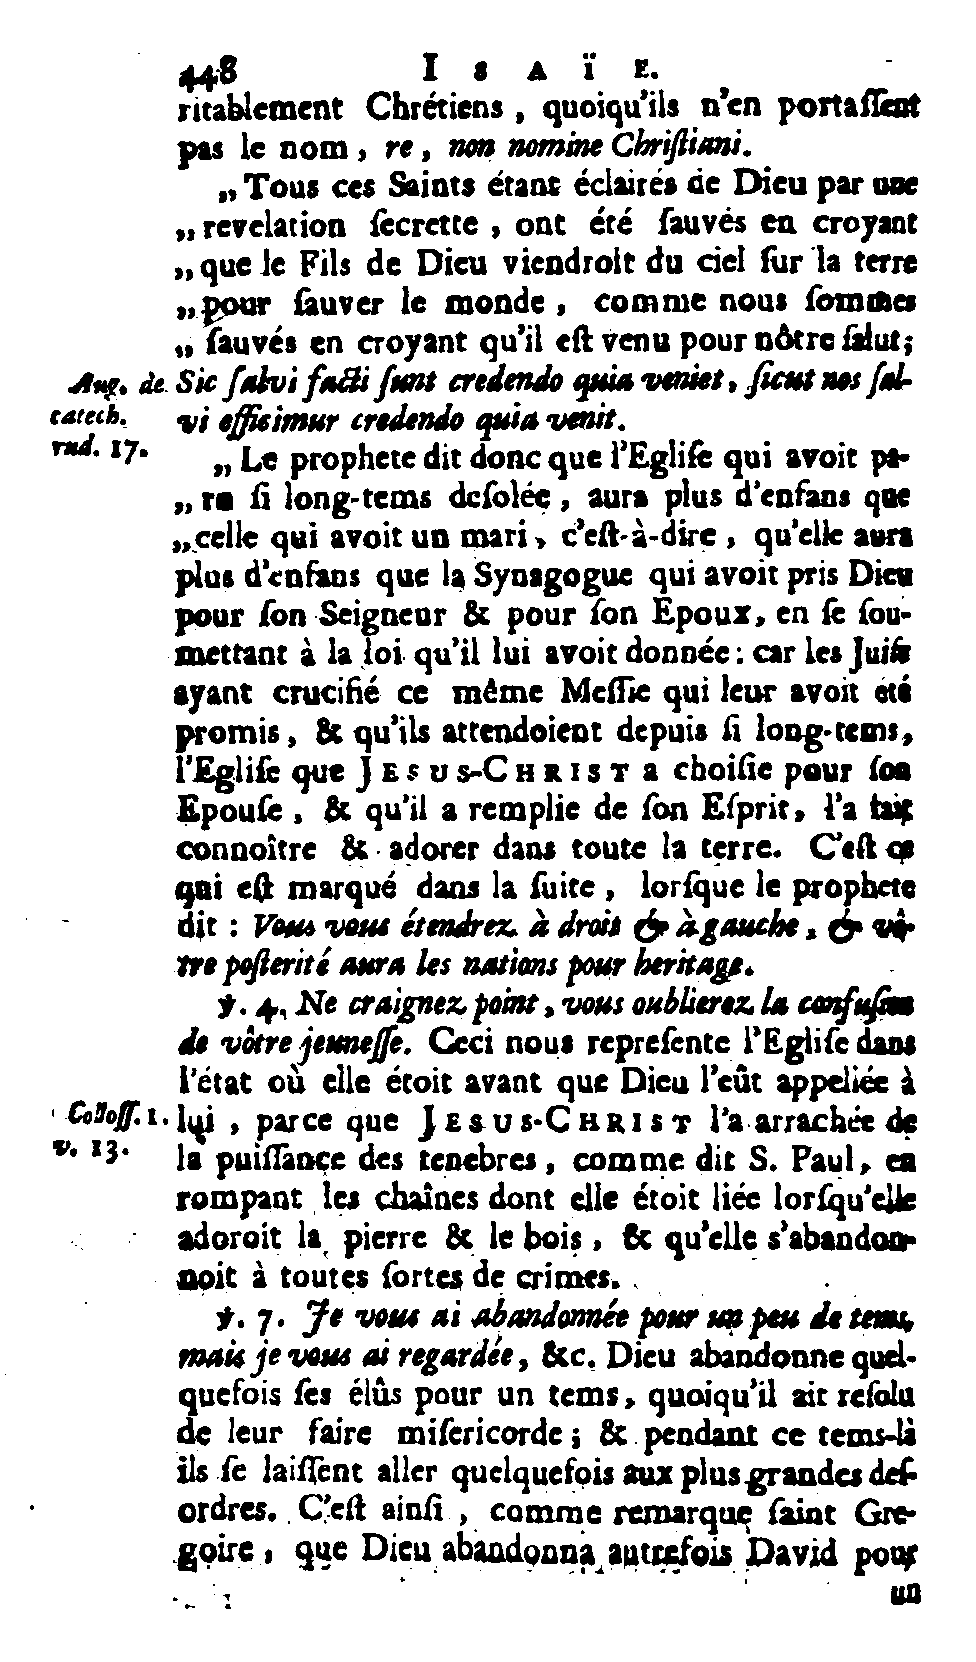 448 ISAÏE.
ritablement Chrétiens, quoiqu'ils n'en portaſſent
pas le nom, re, non nomine Chriſtiani.
„Tous ces Saints étant éclairés de Dieu par une
„revelation ſecrette, ont été ſauvés en croyant
„que le Fils de Dieu viendroit du ciel ſur la terre
„pour ſauver le monde, comme nous ſommes
„ſauvés en croyant qu'il eſt venu pour nôtre ſalut;
Sic ſalvi facti ſunt credendo quia veniet, ſicut nos ſal-
vi efficimur credendo quia venit.
Aug. de
catech.
rud. 17.
„Le prophete dit donc que l'Egliſe qui avoit pa-
„ru ſi long-tems deſolée, aura plus d'enfans que
„celle qui avoit un mari, c'eſt-à-dire, qu'elle aura
plus d'enfans que la Synagogue qui avoit pris Dieu
pour ſon Seigneur & pour ſon Epoux, en ſe ſou-
mettant à la loi qu'il lui avoit donnée: car les Juifs
ayant crucifié ce même Meſſie qui leur avoit été
promis, & qu'ils attendoient depuis ſi long-tems,
l'Egliſe que JESUS-CHRIST a choiſie pour ſon
Epouſe, & qu'il a remplie de ſon Eſprit, l'a fait
connoître & adorer dans toute la terre. C'eſt ce
qui eſt marqué dans la ſuite, lorſque le prophete
dit: Vous vous étendrez à droit & à gauche, & vô-
tre poſterité aura les nations pour heritage.
℣. 4. Ne craignez point, vous oublierez la confuſion
de vôtre jeuneſſe. Ceci nous repreſente l'Egliſe dans
l'état où elle étoit avant que Dieu l'eût appellée à
lui, parce que JESUS-CHRIST l'a arrachée de
la puiſſance des tenebres, comme dit S. Paul, en
Coloſſ. 1.
v. 13.
rompant les chaînes dont elle étoit liée lorſqu'elle
adoroit la pierre & le bois, & qu'elle s'abandon-
noit à toutes ſortes de crimes.
℣. 7. Je vous ai abandonnée pour un peu de tems,
mais je vous ai regardée, &c. Dieu abandonne quel-
quefois ſes élûs pour un tems, quoiqu'il ait reſolu
de leur faire miſericorde; & pendant ce tems-là
ils ſe laiſſent aller quelquefois aux plus grandes deſ-
ordres. C'eſt ainſi, comme remarque ſaint Gre-
goire, que Dieu abandonna autrefois David pour
un